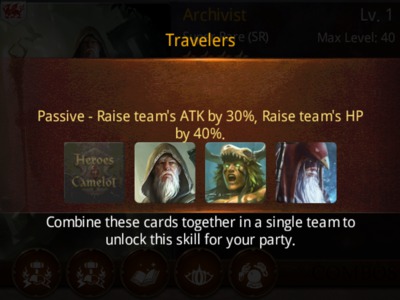 Archivist
Lv. 1
Travelers
Max Level: 40
Passive - Raise team's ATK by 30%, Raise team's HP
by 40%.
Heroes
Camelot
Combine these cards together in a single team to
unlock this skill for your party.